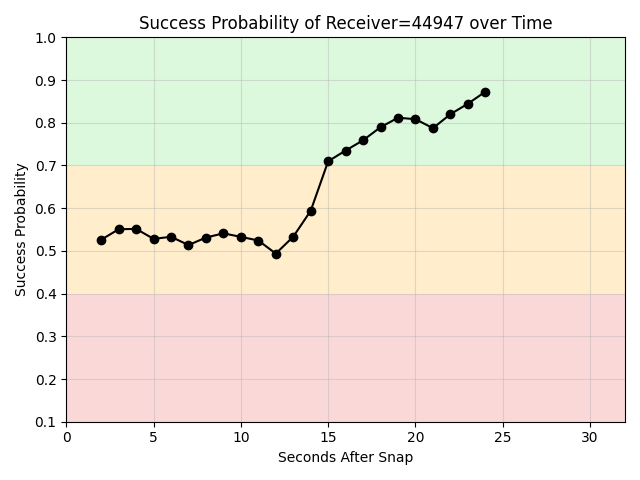 Success Probability of Receiver=44947 over Time
1.0
0.9
0.8
0.7
0.6
0.5
0.4
0.3
0.2
0.1
Success Probability
0 5 10 15 20 25 30
Seconds After Snap